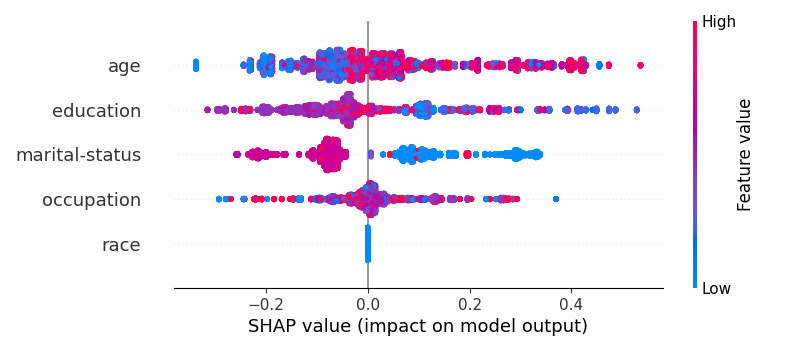 High
age
education
marital-status
occupation
race
Feature value
Low
−0.2 0.0 0.2 0.4
SHAP value (impact on model output)